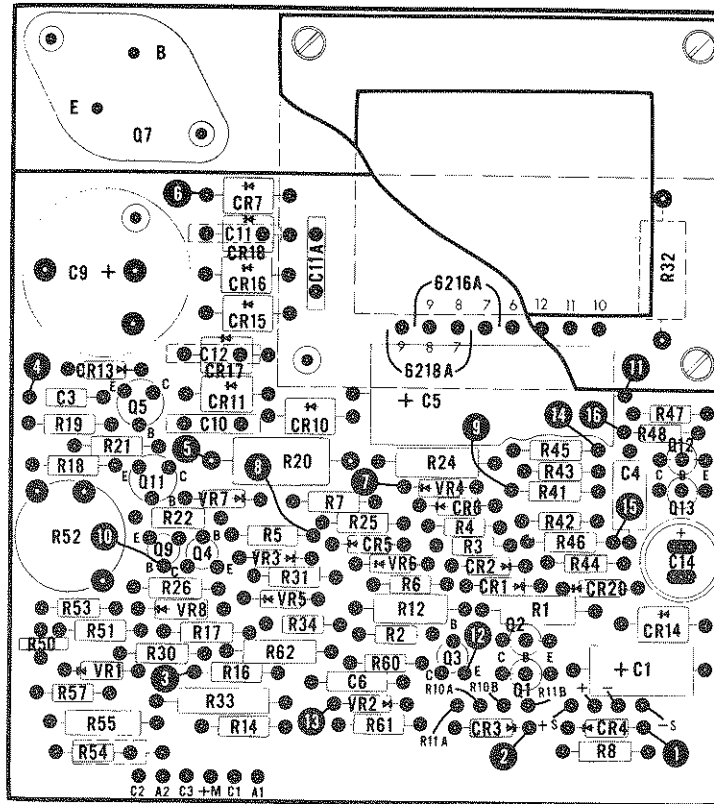 B
E
Q7
6
CR7
C11
CR18
C11A
C9 +
CR16
R32
CR15
6216A
9 8 7 6 12 11 10
9 8 7
6218A
C12
CR17
4
CR13
11
E C
C3
Q5
CR11
+ C5
14 16
R47
R19
B
C10
CR10
9
R48
R21
5
R45
Q12
R18
E C
8
R20
R24
R43
C4
E
Q11
7
VR4
R41
C B
B
VR7
R7
CR8
15
Q13
R22
R25
R4
R42
R52
10
E B
R5
CR5
R3
R46
+
Q9 Q4
VR3
VR6
CR2
R44
C14
B C E
R31
R26
R6
CR1
CR20
VR5
R53
VR8
R12
R1
R34
CR14
R51
R17
R2
B
12
Q2
R50
R30
R62
R60
Q3
C B E
+ C1
VR1
3
R16
C6
C E
Q1
R57
R33
VR2
R10A
R10B
R11B
+ -
R55
R14
13
R61
R11A
CR3
+S
CR4
-S
R54
2
R8
1
C2 A2 C3 +M C1 A1